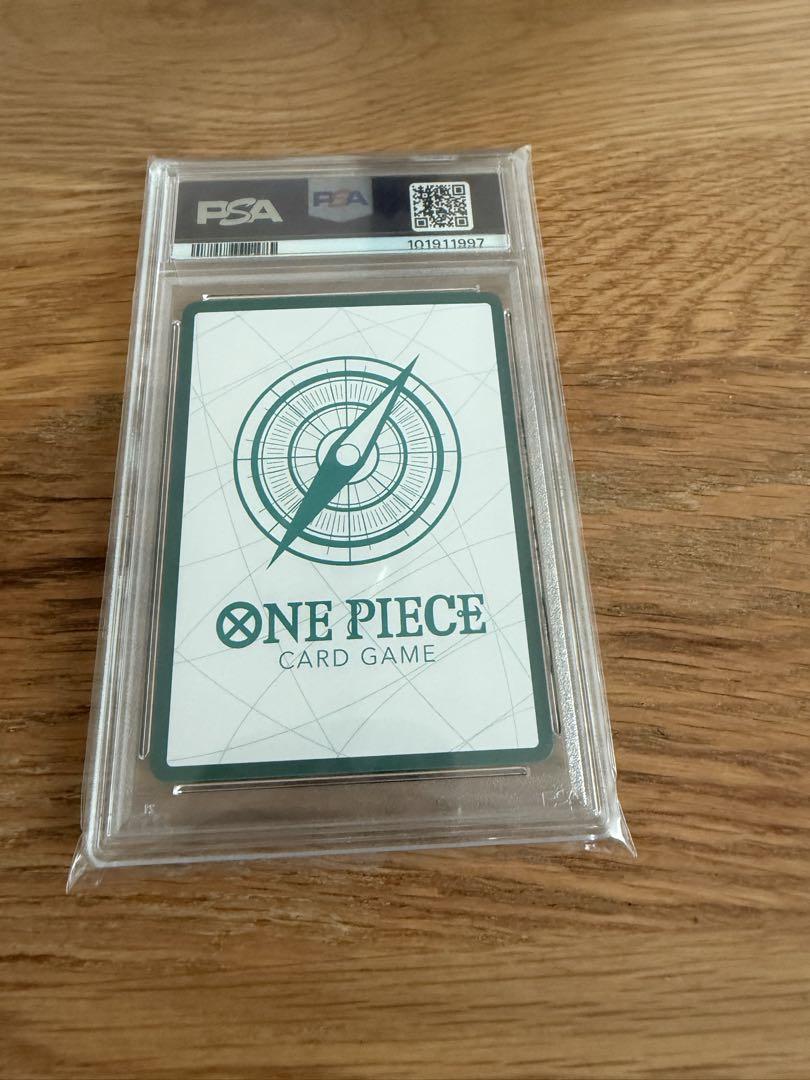 PSA PSA
101911997
ONE PIECE
CARD GAME